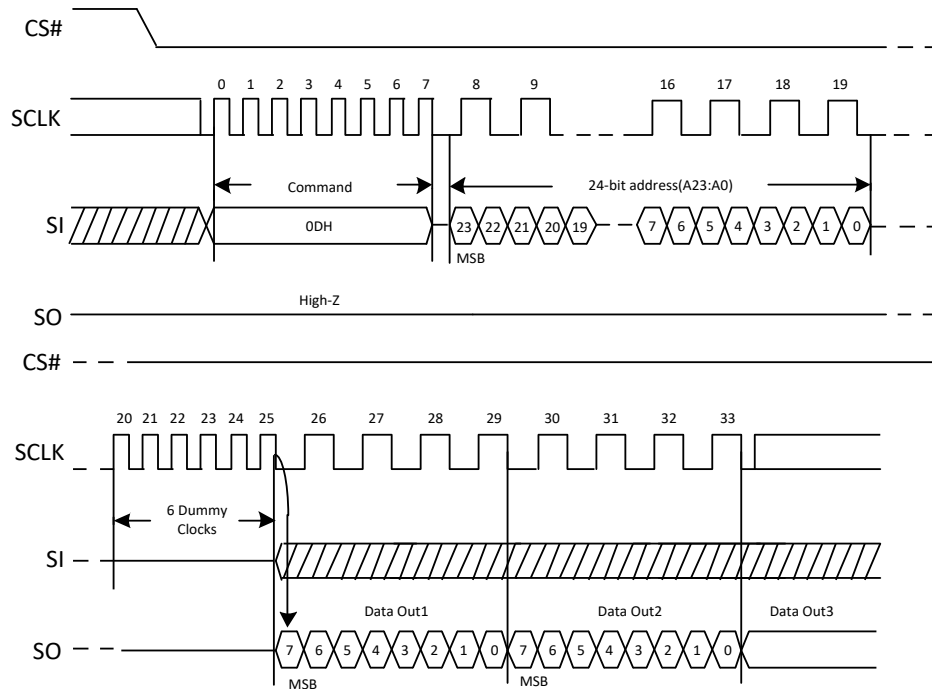 CS#
0 1 2 3 4 5 6 7 8 9 16 17 18 19
SCLK
Command 24-bit address(A23:A0)
SI 0DH 23 22 21 20 19 7 6 5 4 3 2 1 0
MSB
High-Z
SO
CS#
20 21 22 23 24 25 26 27 28 29 30 31 32 33
SCLK
6 Dummy
Clocks
SI
Data Out1 Data Out2 Data Out3
SO 7 6 5 4 3 2 1 0 7 6 5 4 3 2 1 0
MSB MSB